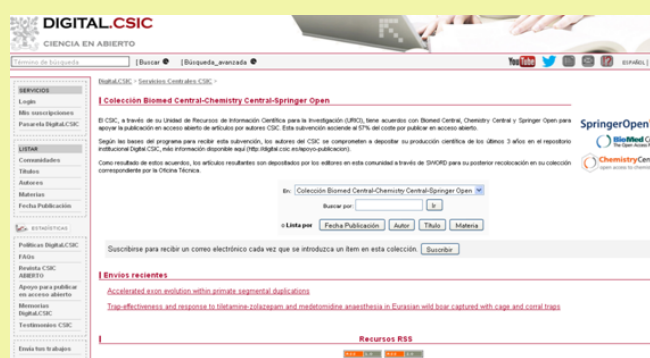 DIGITAL.CSIC
CIENCIA EN ABIERTO
Término de búsqueda | Buscar | Búsqueda_avanzada YouTube ESPAÑOL |
Digital.CSIC > Servicios Centrales CSIC >
SERVICIOS
Login
Mis suscripciones
Pasarela Digital.CSIC
LISTAR
Comunidades
Títulos
Autores
Materias
Fecha Publicación
ESTADÍSTICAS
Políticas Digital.CSIC
FAQs
Revista CSIC
ABIERTO
Apoyo para publicar
en acceso abierto
Memorias
Digital.CSIC
Testimonios CSIC
Envía tus trabajos
Colección Biomed Central-Chemistry Central-Springer Open
El CSIC, a través de su Unidad de Recursos de Información Científica para la Investigación (URICI), tiene acuerdos con Biomed Central, Chemistry Central y Springer Open para
apoyar la publicación en acceso abierto de artículos por autores CSIC. Esta subvención asciende al 57% del coste por publicar en acceso abierto.
Según las bases del programa para recibir esta subvención, los autores del CSIC se comprometen a depositar su producción científica de los últimos 3 años en el repositorio
institucional Digital.CSIC, más información disponible aquí (http://digital.csic.es/apoyo-publicacion).
Como resultado de estos acuerdos, los artículos resultantes son depositados por los editores en esta comunidad a través de SWORD para su posterior recolocación en su colección
correspondiente por la Oficina Técnica.
En: Colección Biomed Central-Chemistry Central-Springer Open
Buscar por: Ir
o Lista por Fecha Publicación Autor Título Materia
Suscribirse para recibir un correo electrónico cada vez que se introduzca un ítem en esta colección. Suscribir
Envíos recientes
Accelerated exon evolution within primate segmental duplications
Trap-effectiveness and response to tiletamine-zolazepam and medetomidine anaesthesia in Eurasian wild boar captured with cage and corral traps
Recursos RSS
SpringerOpen
BioMed C
The Open Access P
ChemistryCen
open access to chemis